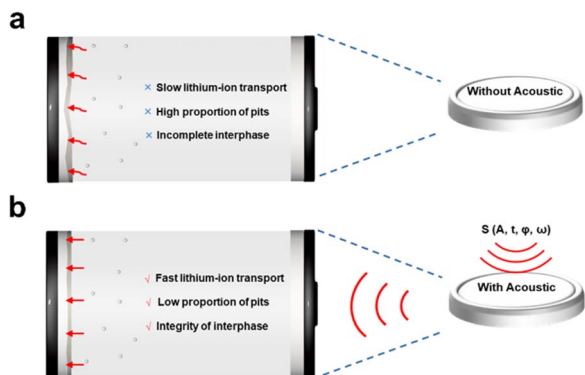 a
× Slow lithium-ion transport
× High proportion of pits
× Incomplete interphase
Without Acoustic
b
S (A, t, φ, ω)
√ Fast lithium-ion transport
√ Low proportion of pits
√ Integrity of interphase
With Acoustic